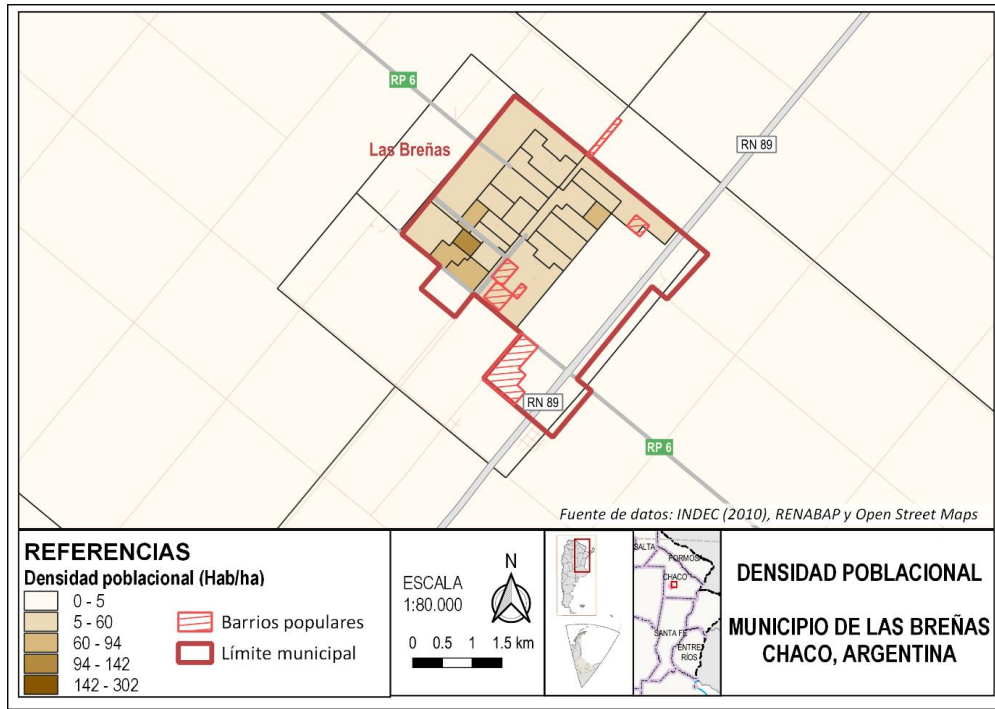 RP 6
RN 89
Las Breñas
RN 89
RP 6
Fuente de datos: INDEC (2010), RENABAP y Open Street Maps
REFERENCIAS
Densidad poblacional (Hab/ha)
0 - 5
5 - 60
60 - 94
94 - 142
142 - 302
Barrios populares
Límite municipal
ESCALA
1:80.000
N
0 0.5 1 1.5 km
SALTA
FORMOSA
CHACO
SANTA FE
ENTRE
RÍOS
DENSIDAD POBLACIONAL
MUNICIPIO DE LAS BREÑAS
CHACO, ARGENTINA